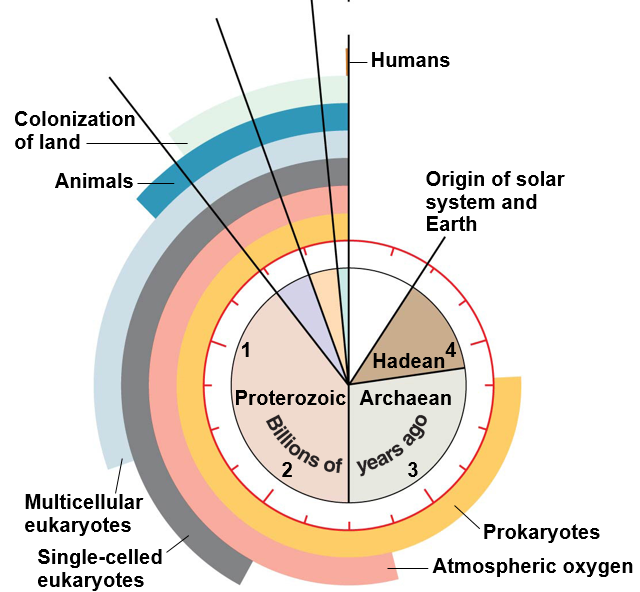 Humans
Colonization
of land
Animals
Origin of solar
system and
Earth
1
Hadean
4
Proterozoic
Archaean
Billions of
years ago
2
3
Multicellular
eukaryotes
Single-celled
eukaryotes
Prokaryotes
Atmospheric oxygen